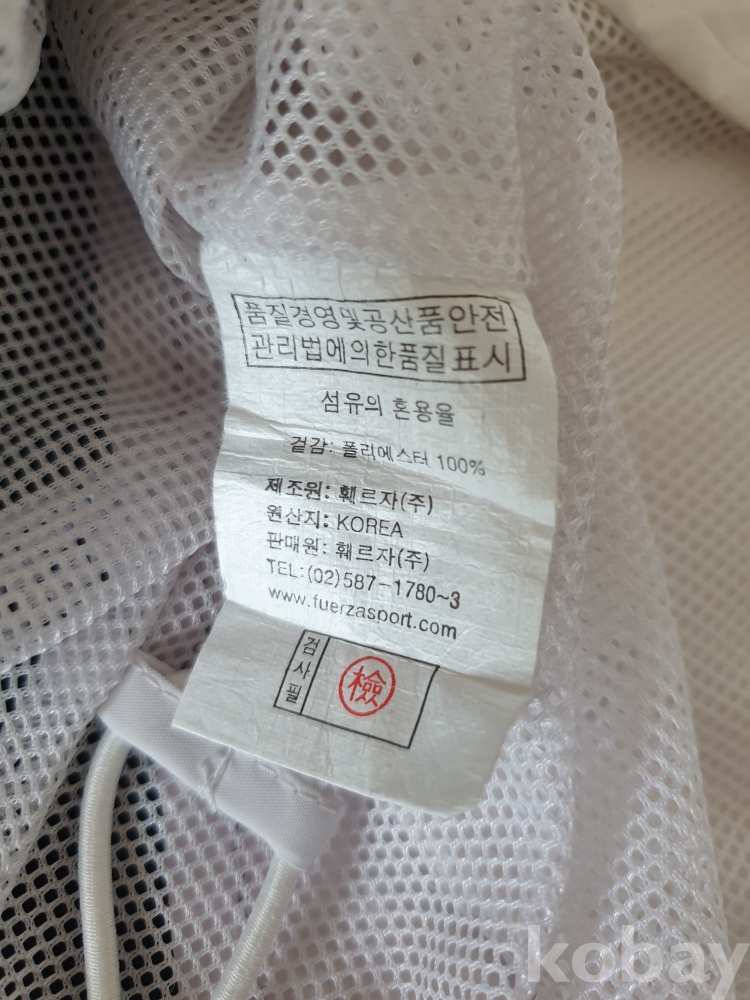 품질경영및공산품안전
관리법에의한품질표시
섬유의 혼용율
겉감: 폴리에스터 100%
제조원: 훼르자(주)
원산지: KOREA
판매원: 훼르자(주)
TEL:(02)587-1780~3
www.fuerzasport.com
검사필
檢
kobay